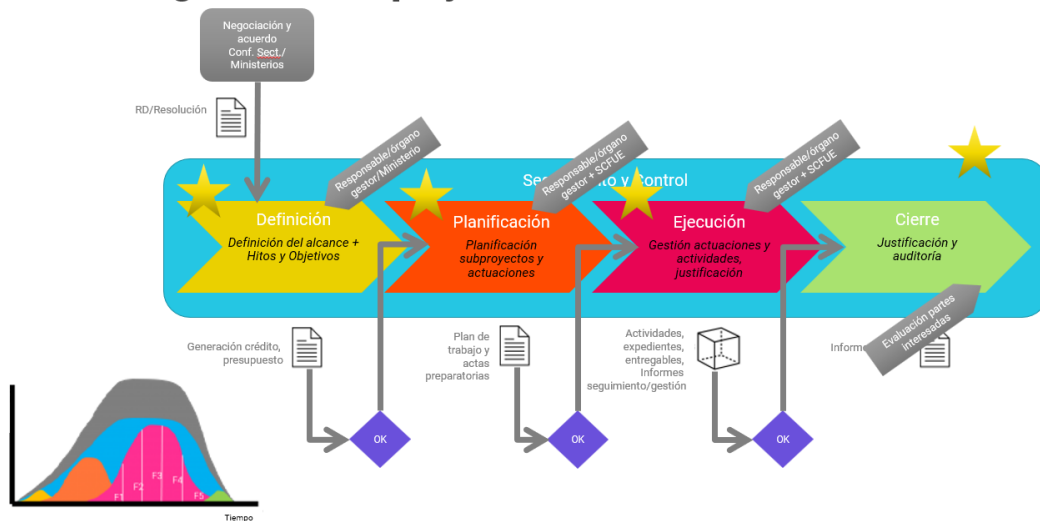 Negociación y
acuerdo
Conf. Sect./
Ministerios
RD/Resolución
Responsable/órgano
gestor/Ministerio
Responsable/órgano
gestor + SCFUE
Responsable/órgano
gestor + SCFUE
y Control
Definición
Definición del alcance +
Hitos y Objetivos
Planificación
Planificación
subproyectos y
actuaciones
Ejecución
Gestión actuaciones y
actividades,
justificación
Cierre
Justificación y
auditoría
Generación crédito,
presupuesto
Plan de
trabajo y
actas
preparatorias
Actividades,
expedientes,
entregables,
Informes
seguimiento/gestión
Evaluación partes
interesadas
OK
OK
OK
F1
F2
F3
F4
F5
Tiempo